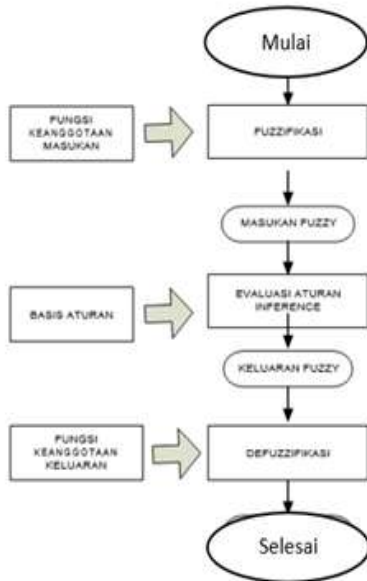 Mulai
FUNGSI
KEANGGOTAAN
MASUKAN
FUZZIFIKASI
MASUKAN FUZZY
BASIS ATURAN
EVALUASI ATURAN
INFERENCE
KELUARAN FUZZY
FUNGSI
KEANGGOTAAN
KELUARAN
DEFUZZIFIKASI
Selesai